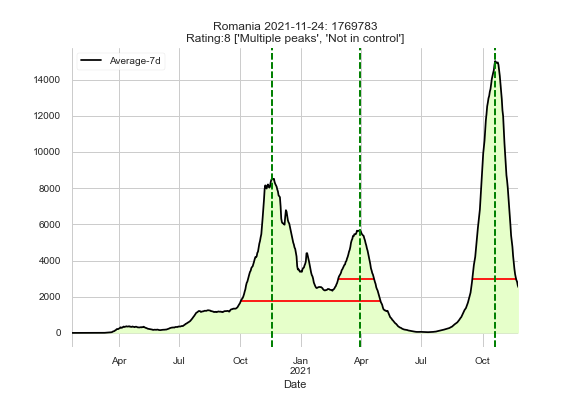 Romania 2021-11-24: 1769783
Rating:8 ['Multiple peaks', 'Not in control']
Average-7d
14000
12000
10000
8000
6000
4000
2000
0
Apr Jul Oct Jan Apr Jul Oct
2021
Date